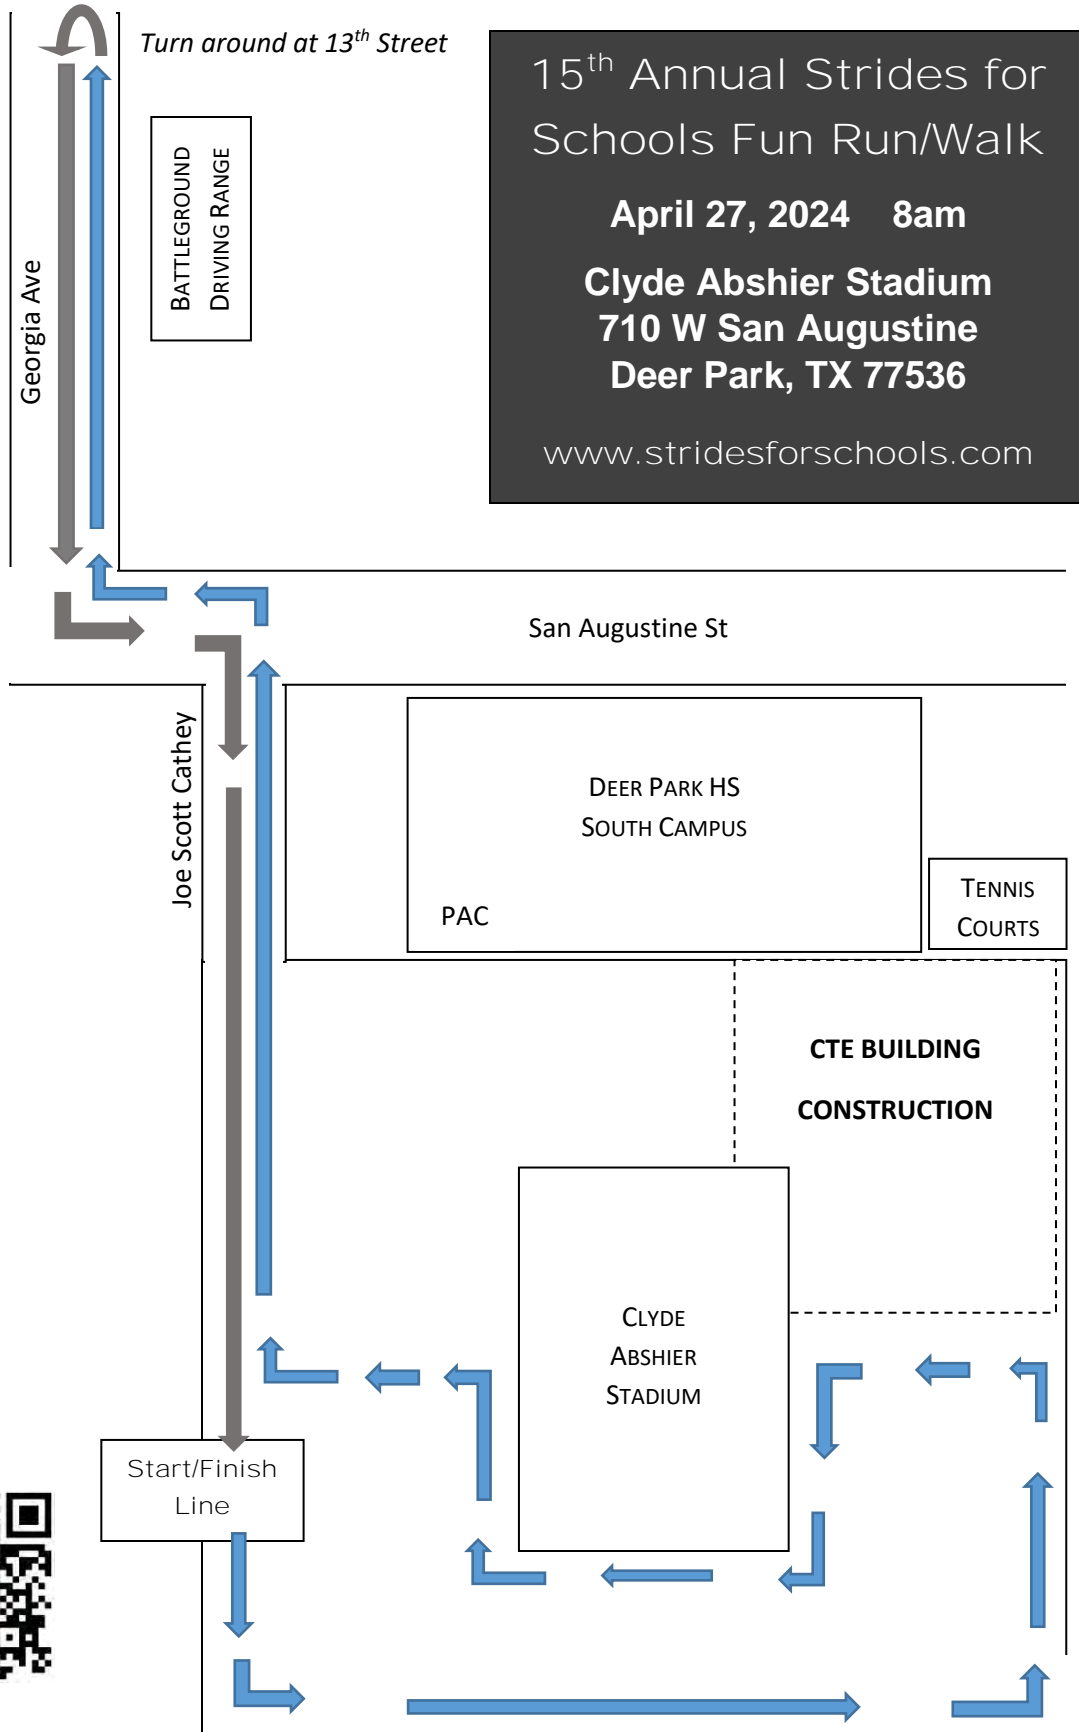 Turn around at 13th Street
15th Annual Strides for
Schools Fun Run/Walk
April 27, 2024 8am
Clyde Abshier Stadium
710 W San Augustine
Deer Park, TX 77536
www.stridesforschools.com
BATTLEGROUND
DRIVING RANGE
Georgia Ave
San Augustine St
Joe Scott Cathey
DEER PARK HS
SOUTH CAMPUS
PAC
TENNIS
COURTS
CTE BUILDING
CONSTRUCTION
CLYDE
ABSHIER
STADIUM
Start/Finish
Line